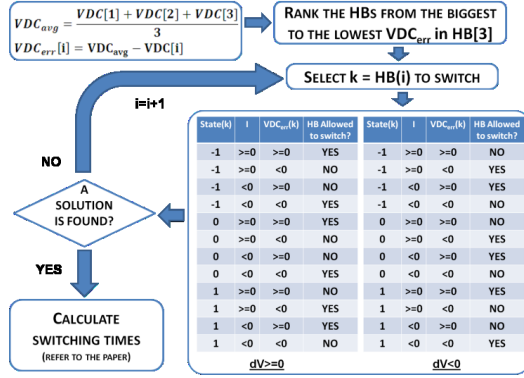 VDC_avg = (VDC[1] + VDC[2] + VDC[3]) / 3
VDC_err[i] = VDC_avg − VDC[i]
RANK THE HBS FROM THE BIGGEST
TO THE LOWEST VDC_err IN HB[3]
SELECT K = HB(I) TO SWITCH
i=i+1
NO
A
SOLUTION
IS FOUND?
YES
CALCULATE
SWITCHING TIMES
(REFER TO THE PAPER)
State(k) I VDC_err(k) HB Allowed to switch?
-1 >=0 >=0 YES
-1 >=0 <0 NO
-1 <0 >=0 NO
-1 <0 <0 YES
0 >=0 >=0 YES
0 >=0 <0 NO
0 <0 >=0 NO
0 <0 <0 YES
1 >=0 >=0 NO
1 >=0 <0 YES
1 <0 >=0 YES
1 <0 <0 NO
dV>=0
State(k) I VDC_err(k) HB Allowed to switch?
-1 >=0 >=0 NO
-1 >=0 <0 YES
-1 <0 >=0 YES
-1 <0 <0 NO
0 >=0 >=0 NO
0 >=0 <0 YES
0 <0 >=0 YES
0 <0 <0 NO
1 >=0 >=0 YES
1 >=0 <0 NO
1 <0 >=0 NO
1 <0 <0 YES
dV<0